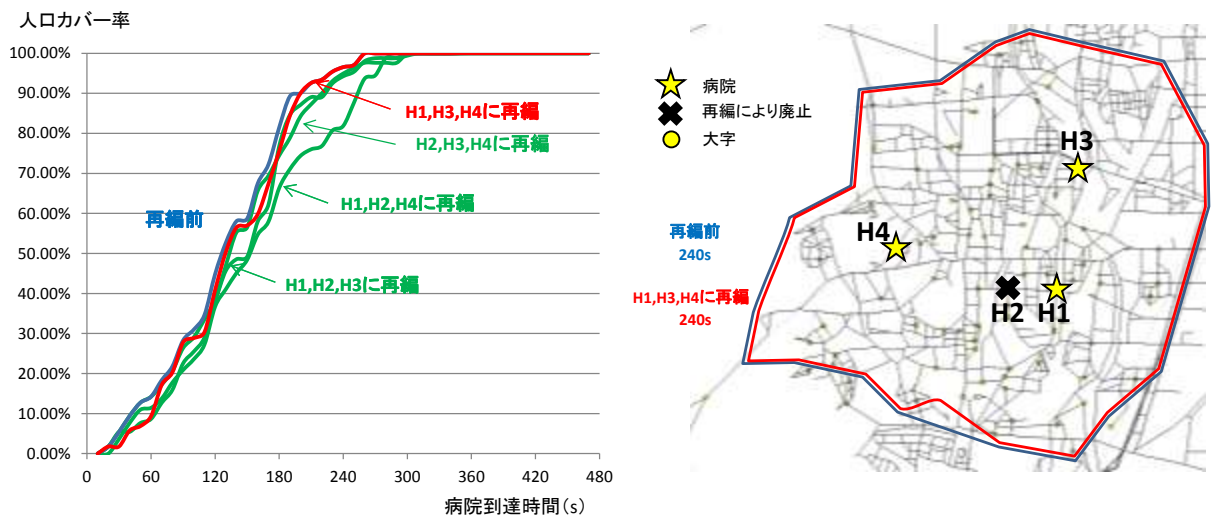 人口カバー率
100.00%
90.00%
80.00%
70.00%
60.00%
50.00%
40.00%
30.00%
20.00%
10.00%
0.00%
0
60
120
180
240
300
360
420
480
病院到達時間(s)
H1,H3,H4に再編
H2,H3,H4に再編
H1,H2,H4に再編
再編前
H1,H2,H3に再編
病院
再編により廃止
大字
再編前
240s
H1,H3,H4に再編
240s
H3
H4
H2
H1